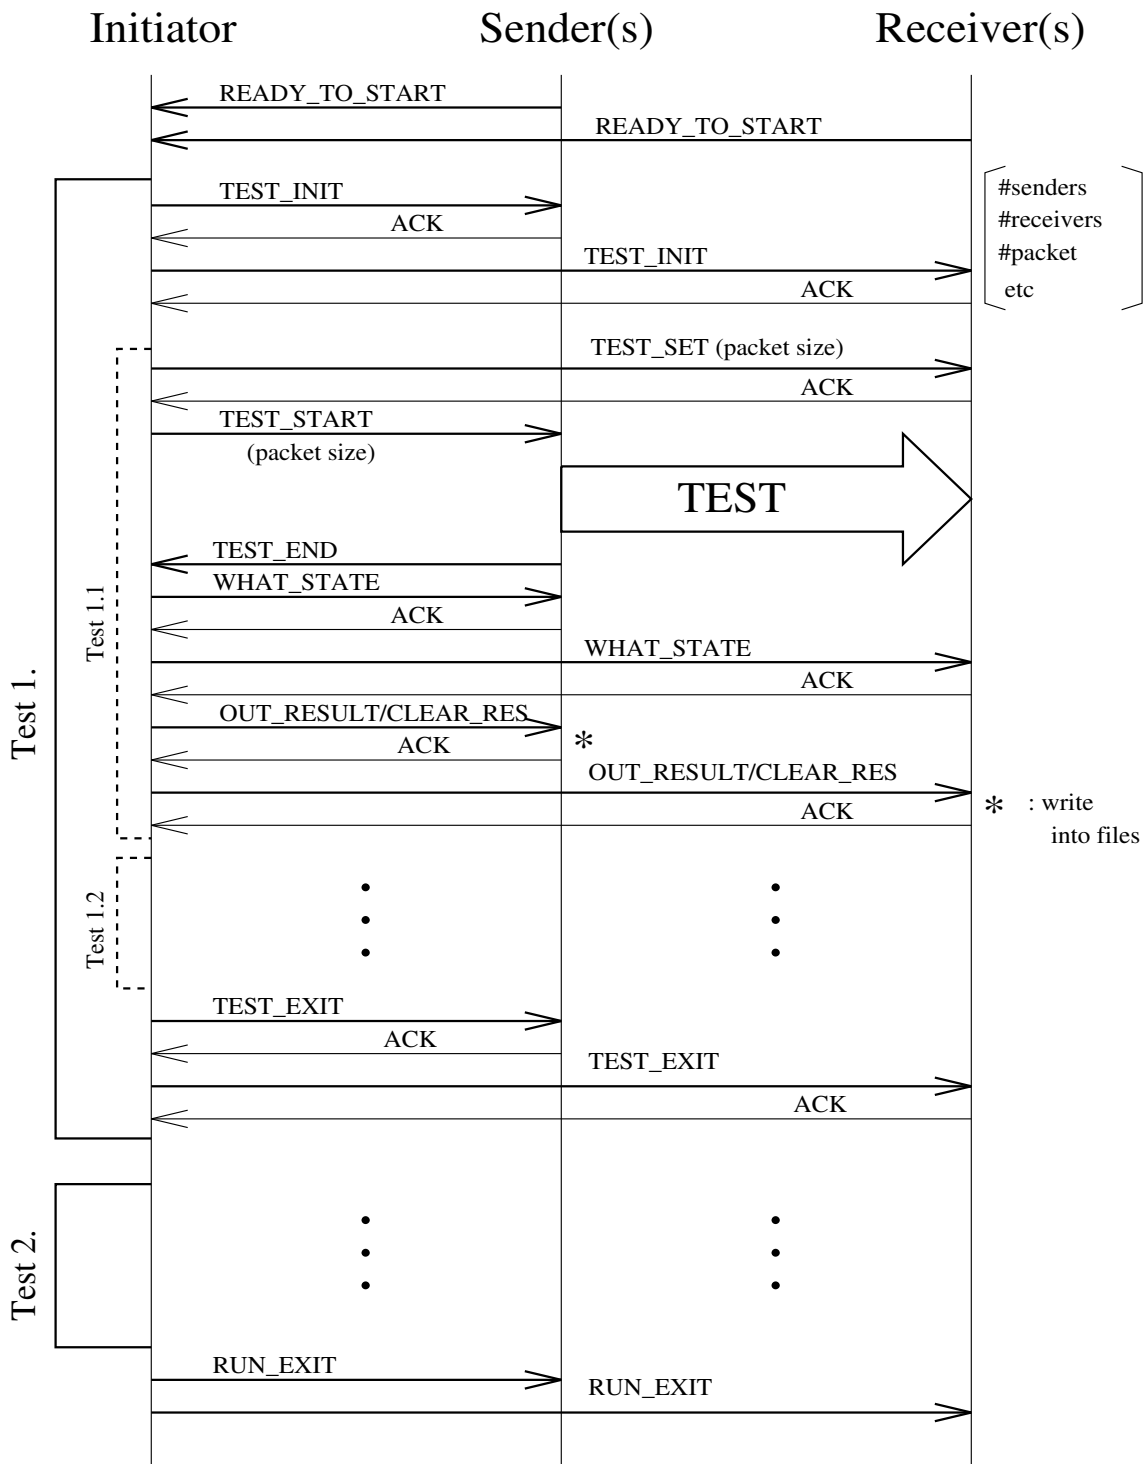 Initiator
Sender(s)
Receiver(s)
READY_TO_START
READY_TO_START
TEST_INIT
#senders
ACK
#receivers
TEST_INIT
#packet
ACK
etc
TEST_SET (packet size)
ACK
TEST_START
(packet size)
TEST
TEST_END
WHAT_STATE
ACK
Test 1.1
WHAT_STATE
ACK
Test 1.
OUT_RESULT/CLEAR_RES
*
ACK
OUT_RESULT/CLEAR_RES
ACK
* : write
into files
Test 1.2
TEST_EXIT
ACK
TEST_EXIT
ACK
Test 2.
RUN_EXIT
RUN_EXIT